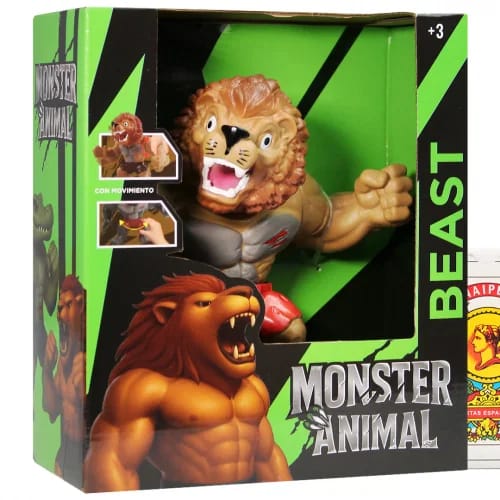 +3
MONSTER
ANIMAL
CON MOVIMIENTO
BEAST
MONSTER
ANIMAL